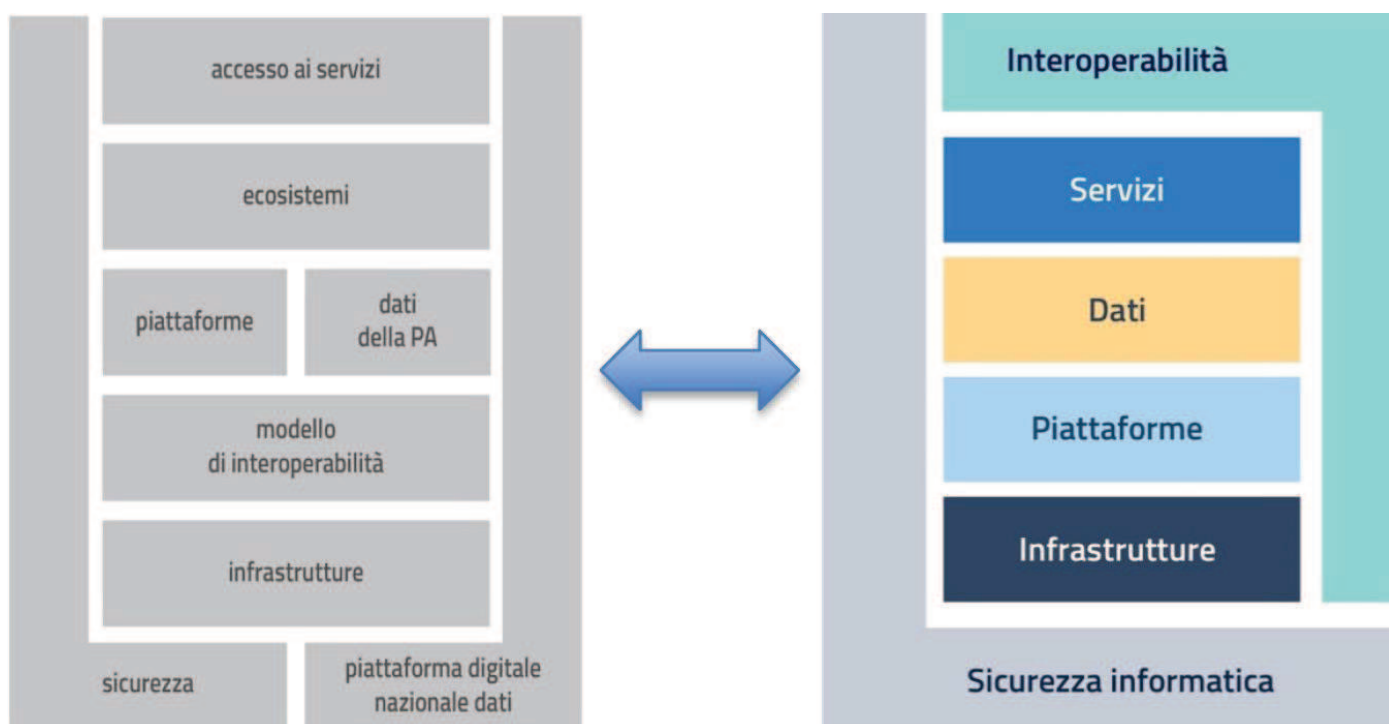 accesso ai servizi
ecosistemi
piattaforme
dati
della PA
modello
di interoperabilità
infrastrutture
sicurezza
piattaforma digitale
nazionale dati
Interoperabilità
Servizi
Dati
Piattaforme
Infrastrutture
Sicurezza informatica